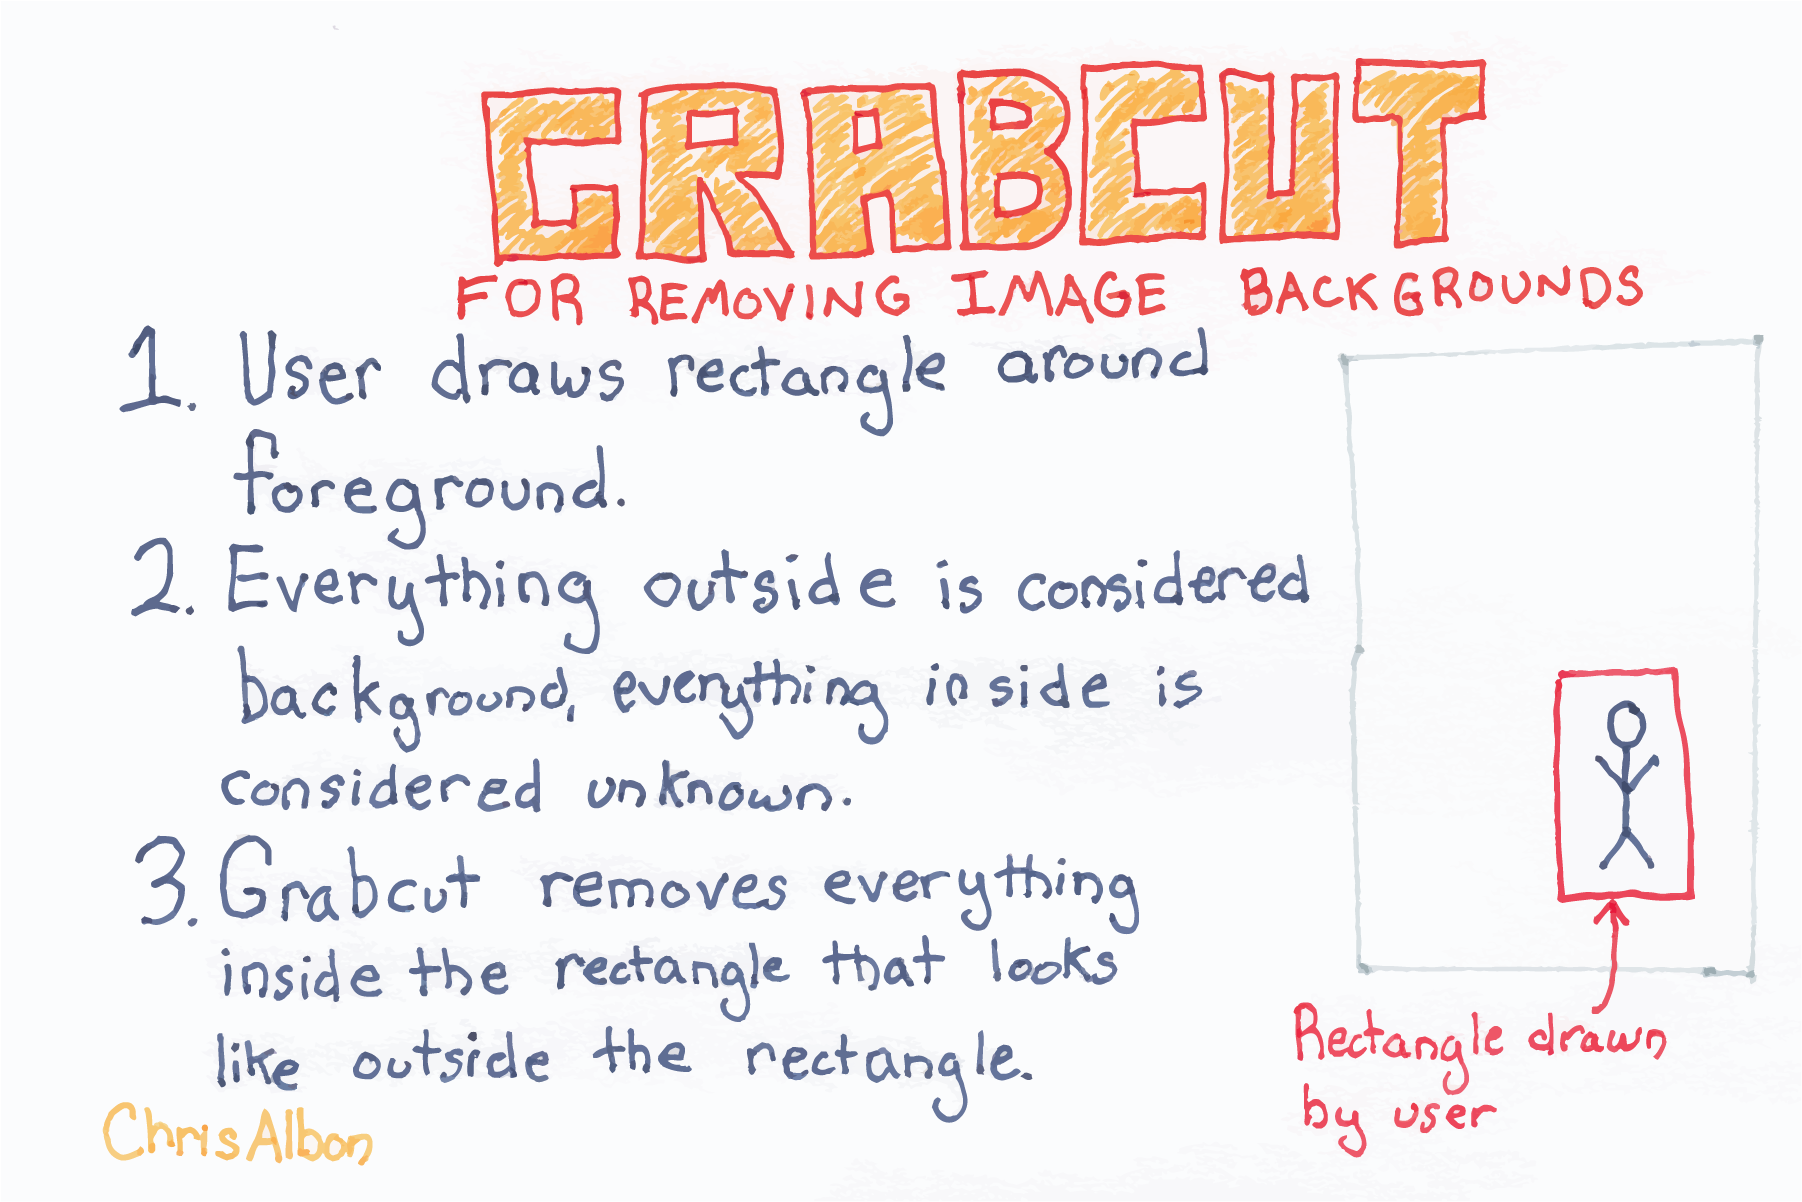 GRABCUT
FOR REMOVING IMAGE BACKGROUNDS
1. User draws rectangle around
foreground.
2. Everything outside is considered
background, everything inside is
considered unknown.
3. Grabcut removes everything
inside the rectangle that looks
like outside the rectangle.
Rectangle drawn
by user
Chris Albon